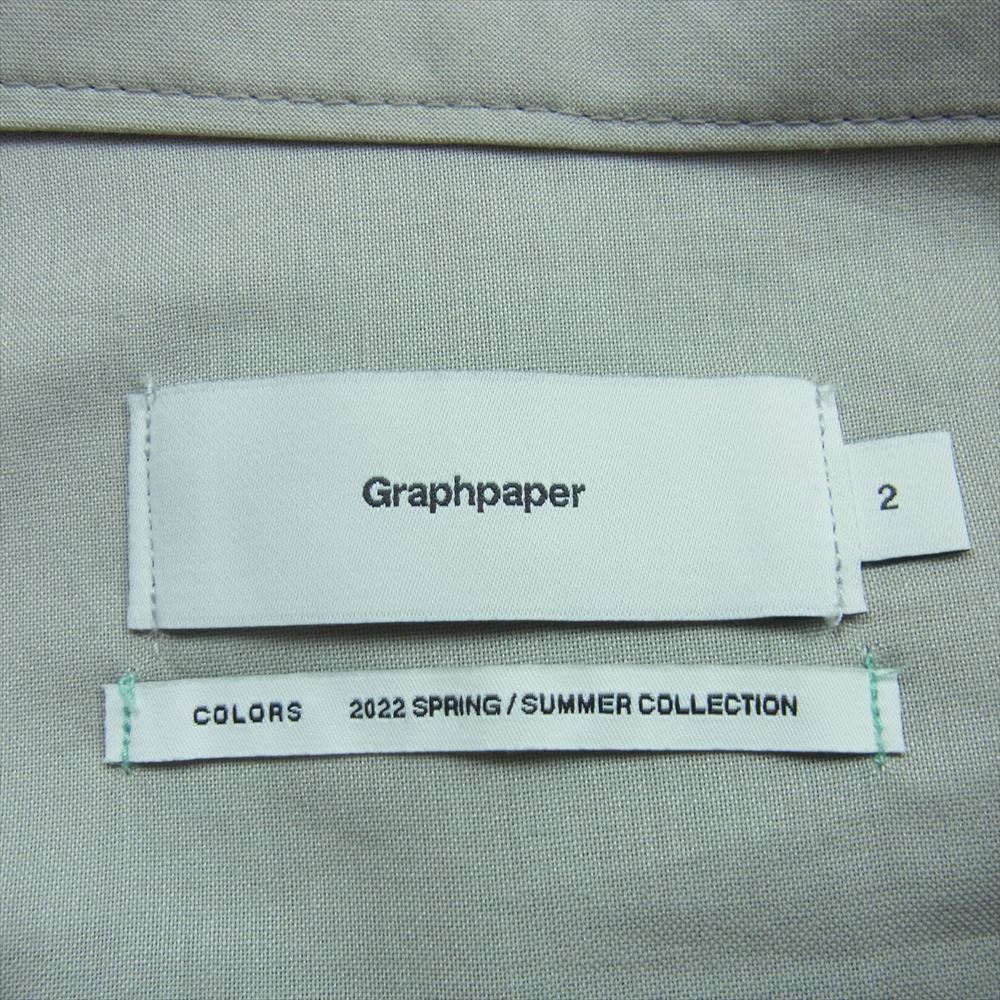 Graphpaper
2
COLORS 2022 SPRING / SUMMER COLLECTION